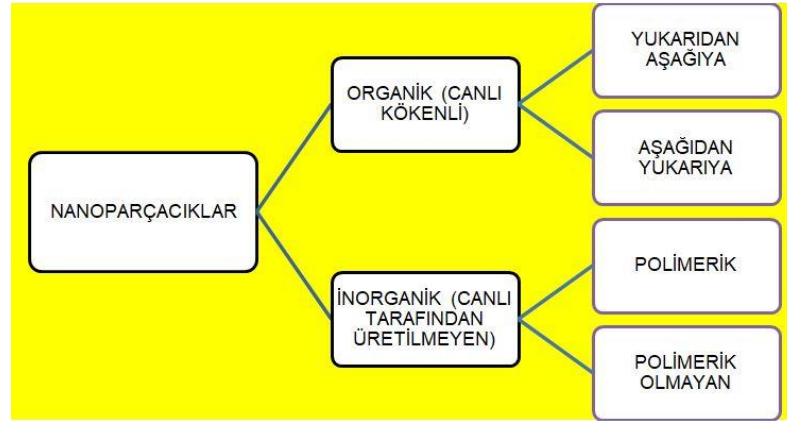 NANOPARÇACIKLAR
ORGANİK (CANLI
KÖKENLİ)
YUKARIDAN
AŞAĞIYA
AŞAĞIDAN
YUKARIYA
İNORGANİK (CANLI
TARAFINDAN
ÜRETİLMEYEN)
POLİMERİK
POLİMERİK
OLMAYAN